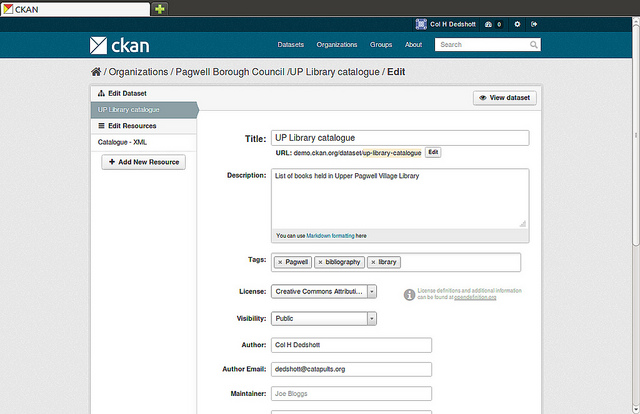 CKAN
Col H Dedshott 0
ckan
Datasets Organizations Groups About Search
/ Organizations / Pagwell Borough Council /UP Library catalogue / Edit
Edit Dataset
UP Library catalogue
Edit Resources
Catalogue - XML
+ Add New Resource
View dataset
Title: UP Library catalogue
URL: demo.ckan.org/dataset/up-library-catalogue Edit
Description: List of books held in Upper Pagwell Village Library
You can use Markdown formatting here
Tags: × Pagwell × bibliography × library
License: Creative Commons Attributi...
License definitions and additional information
can be found at opendefinition.org
Visibility: Public
Author: Col H Dedshott
Author Email: dedshott@catapults.org
Maintainer: Joe Bloggs